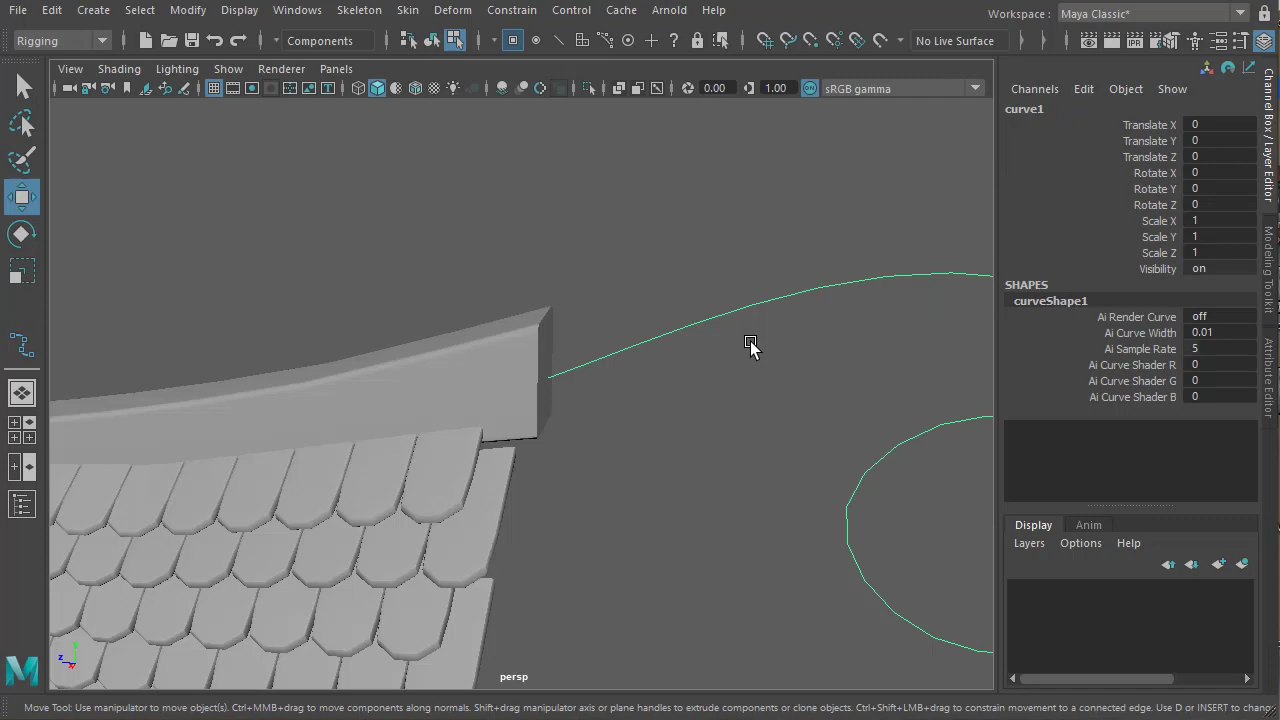 File Edit Create Select Modify Display Windows Skeleton Skin Deform Constrain Control Cache Arnold Help
Workspace : Maya Classic*
Rigging Components No Live Surface
View Shading Lighting Show Renderer Panels
0.00 1.00 sRGB gamma
IPR
ON
T
Channels Edit Object Show
curve1
Translate X 0
Translate Y 0
Translate Z 0
Rotate X 0
Rotate Y 0
Rotate Z 0
Scale X 1
Scale Y 1
Scale Z 1
Visibility on
SHAPES
curveShape1
Ai Render Curve off
Ai Curve Width 0.01
Ai Sample Rate 5
Ai Curve Shader R 0
Ai Curve Shader G 0
Ai Curve Shader B 0
Display Anim
Layers Options Help
Channel Box / Layer Editor
Modeling Toolkit
Attribute Editor
persp
Move Tool: Use manipulator to move object(s). Ctrl+MMB+drag to move components along normals. Shift+drag manipulator axis or plane handles to extrude components or clone objects. Ctrl+Shift+LMB+drag to constrain movement to a connected edge. Use D or INSERT to